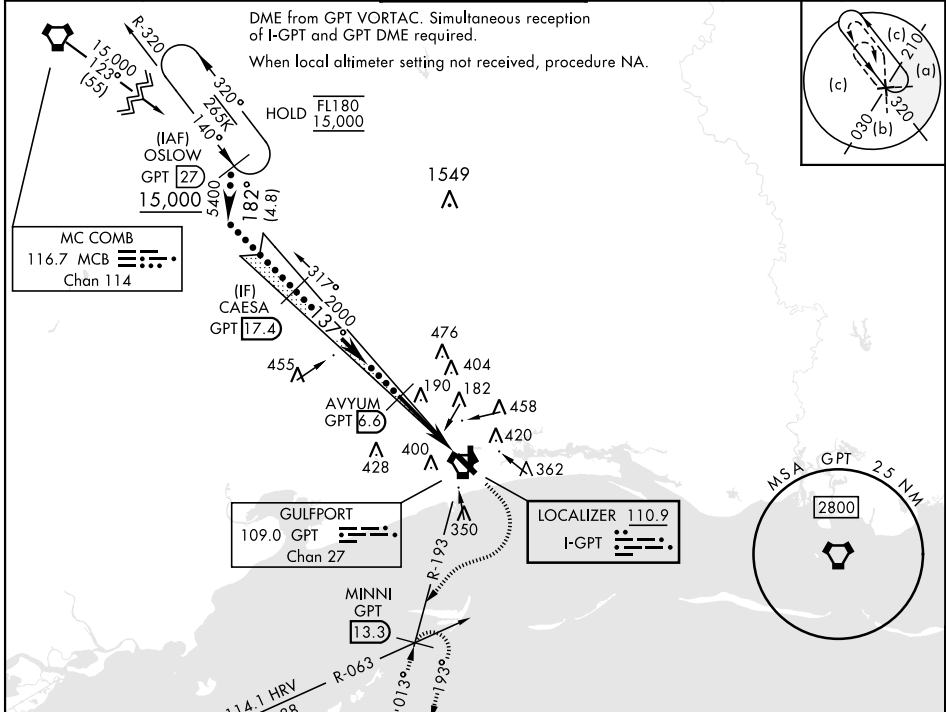 DME from GPT VORTAC. Simultaneous reception
of I-GPT and GPT DME required.
When local altimeter setting not received, procedure NA.
R-320
15,000
123°
(55)
320°
265K
140°
HOLD FL180
15,000
(IAF)
OSLOW
GPT 27
15,000
5400
182°
(4.8)
MC COMB
116.7 MCB
Chan 114
(IF)
CAESA
GPT 17.4
317°
2000
137°
1549
(c)
210
(a)
(c)
030
(b)
320
455
AVYUM
GPT 6.6
476
404
190
182
458
420
362
428
400
350
GULFPORT
109.0 GPT
Chan 27
LOCALIZER 110.9
I-GPT
MSA GPT 25 NM
2800
R-193
MINNI
GPT
13.3
R-063
114.1 HRV
013°
193°